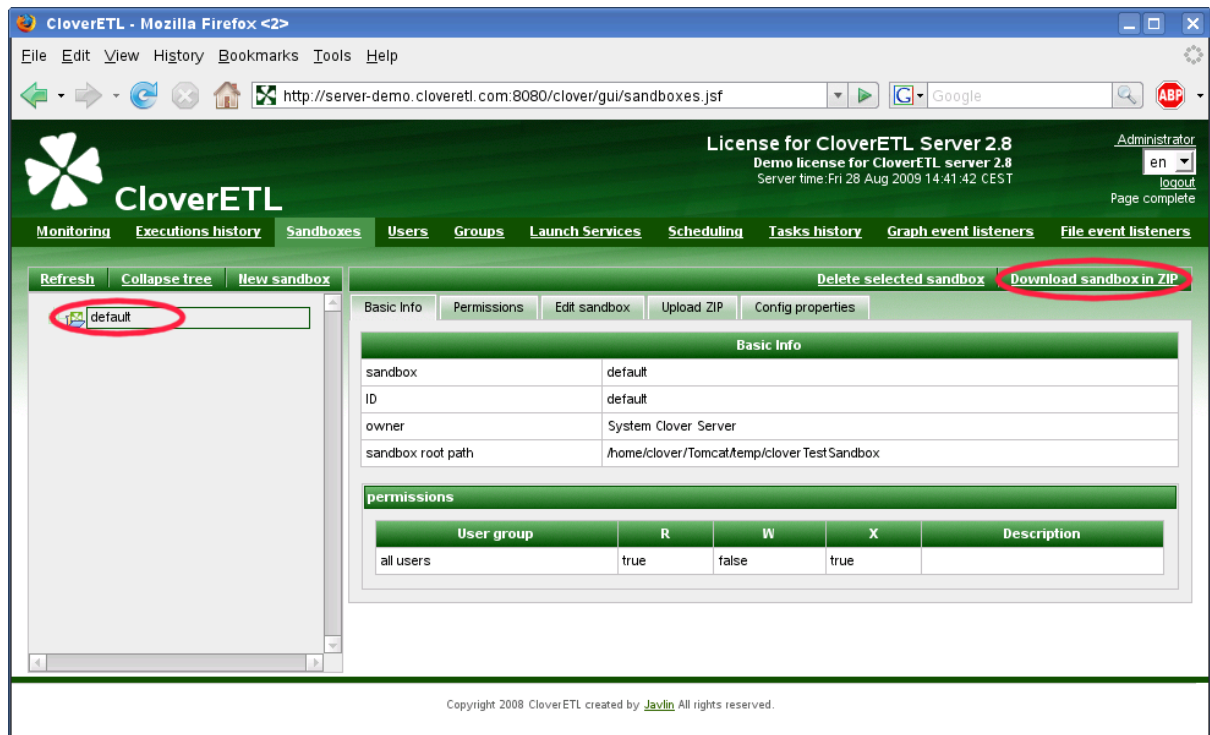 CloverETL - Mozilla Firefox <2>
File Edit View History Bookmarks Tools Help
http://server-demo.cloveretl.com:8080/clover/gui/sandboxes.jsf G Google ABP
License for CloverETL Server 2.8
Demo license for CloverETL server 2.8
Server time:Fri 28 Aug 2009 14:41:42 CEST
Administrator
en
logout
Page complete
CloverETL
Monitoring Executions history Sandboxes Users Groups Launch Services Scheduling Tasks history Graph event listeners File event listeners
Refresh Collapse tree New sandbox Delete selected sandbox Download sandbox in ZIP
default
Basic Info Permissions Edit sandbox Upload ZIP Config properties
Basic Info
sandbox default
ID default
owner System Clover Server
sandbox root path /home/clover/Tomcat/temp/cloverTestSandbox
permissions
User group R W X Description
all users true false true
Copyright 2008 CloverETL created by Javlin All rights reserved.